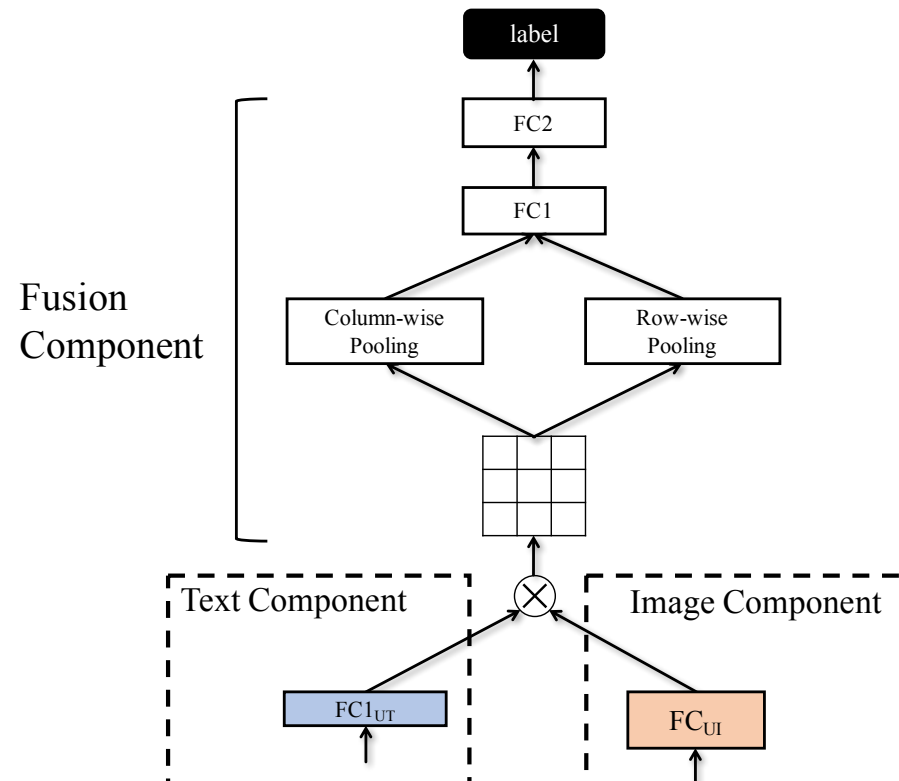 label
FC2
FC1
Fusion
Component
Column-wise
Pooling
Row-wise
Pooling
Text Component
Image Component
FC1UT
FCUI